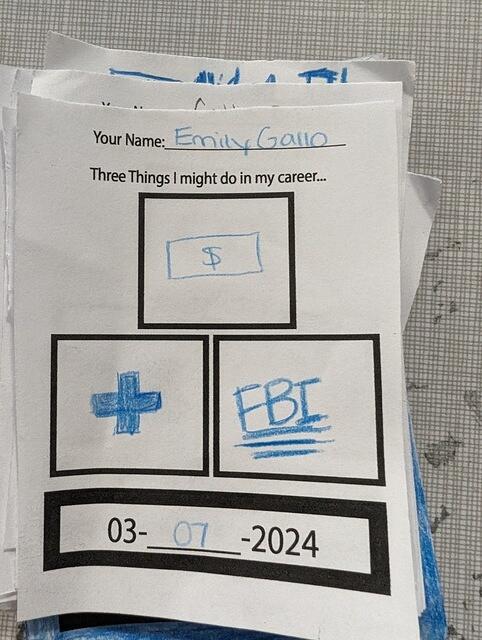 Your Name: Emily Gallo
Three Things I might do in my career...
$
FBI
03-07-2024